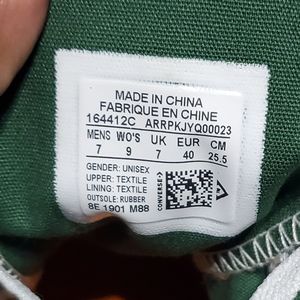 MADE IN CHINA
FABRIQUE EN CHINE
164412C ARRPKJYQ00023
MENS WO'S UK EUR CM
7 9 7 40 25.5
GENDER: UNISEX
UPPER: TEXTILE
LINING: TEXTILE
OUTSOLE: RUBBER
8E 1901 M88
CONVERSE